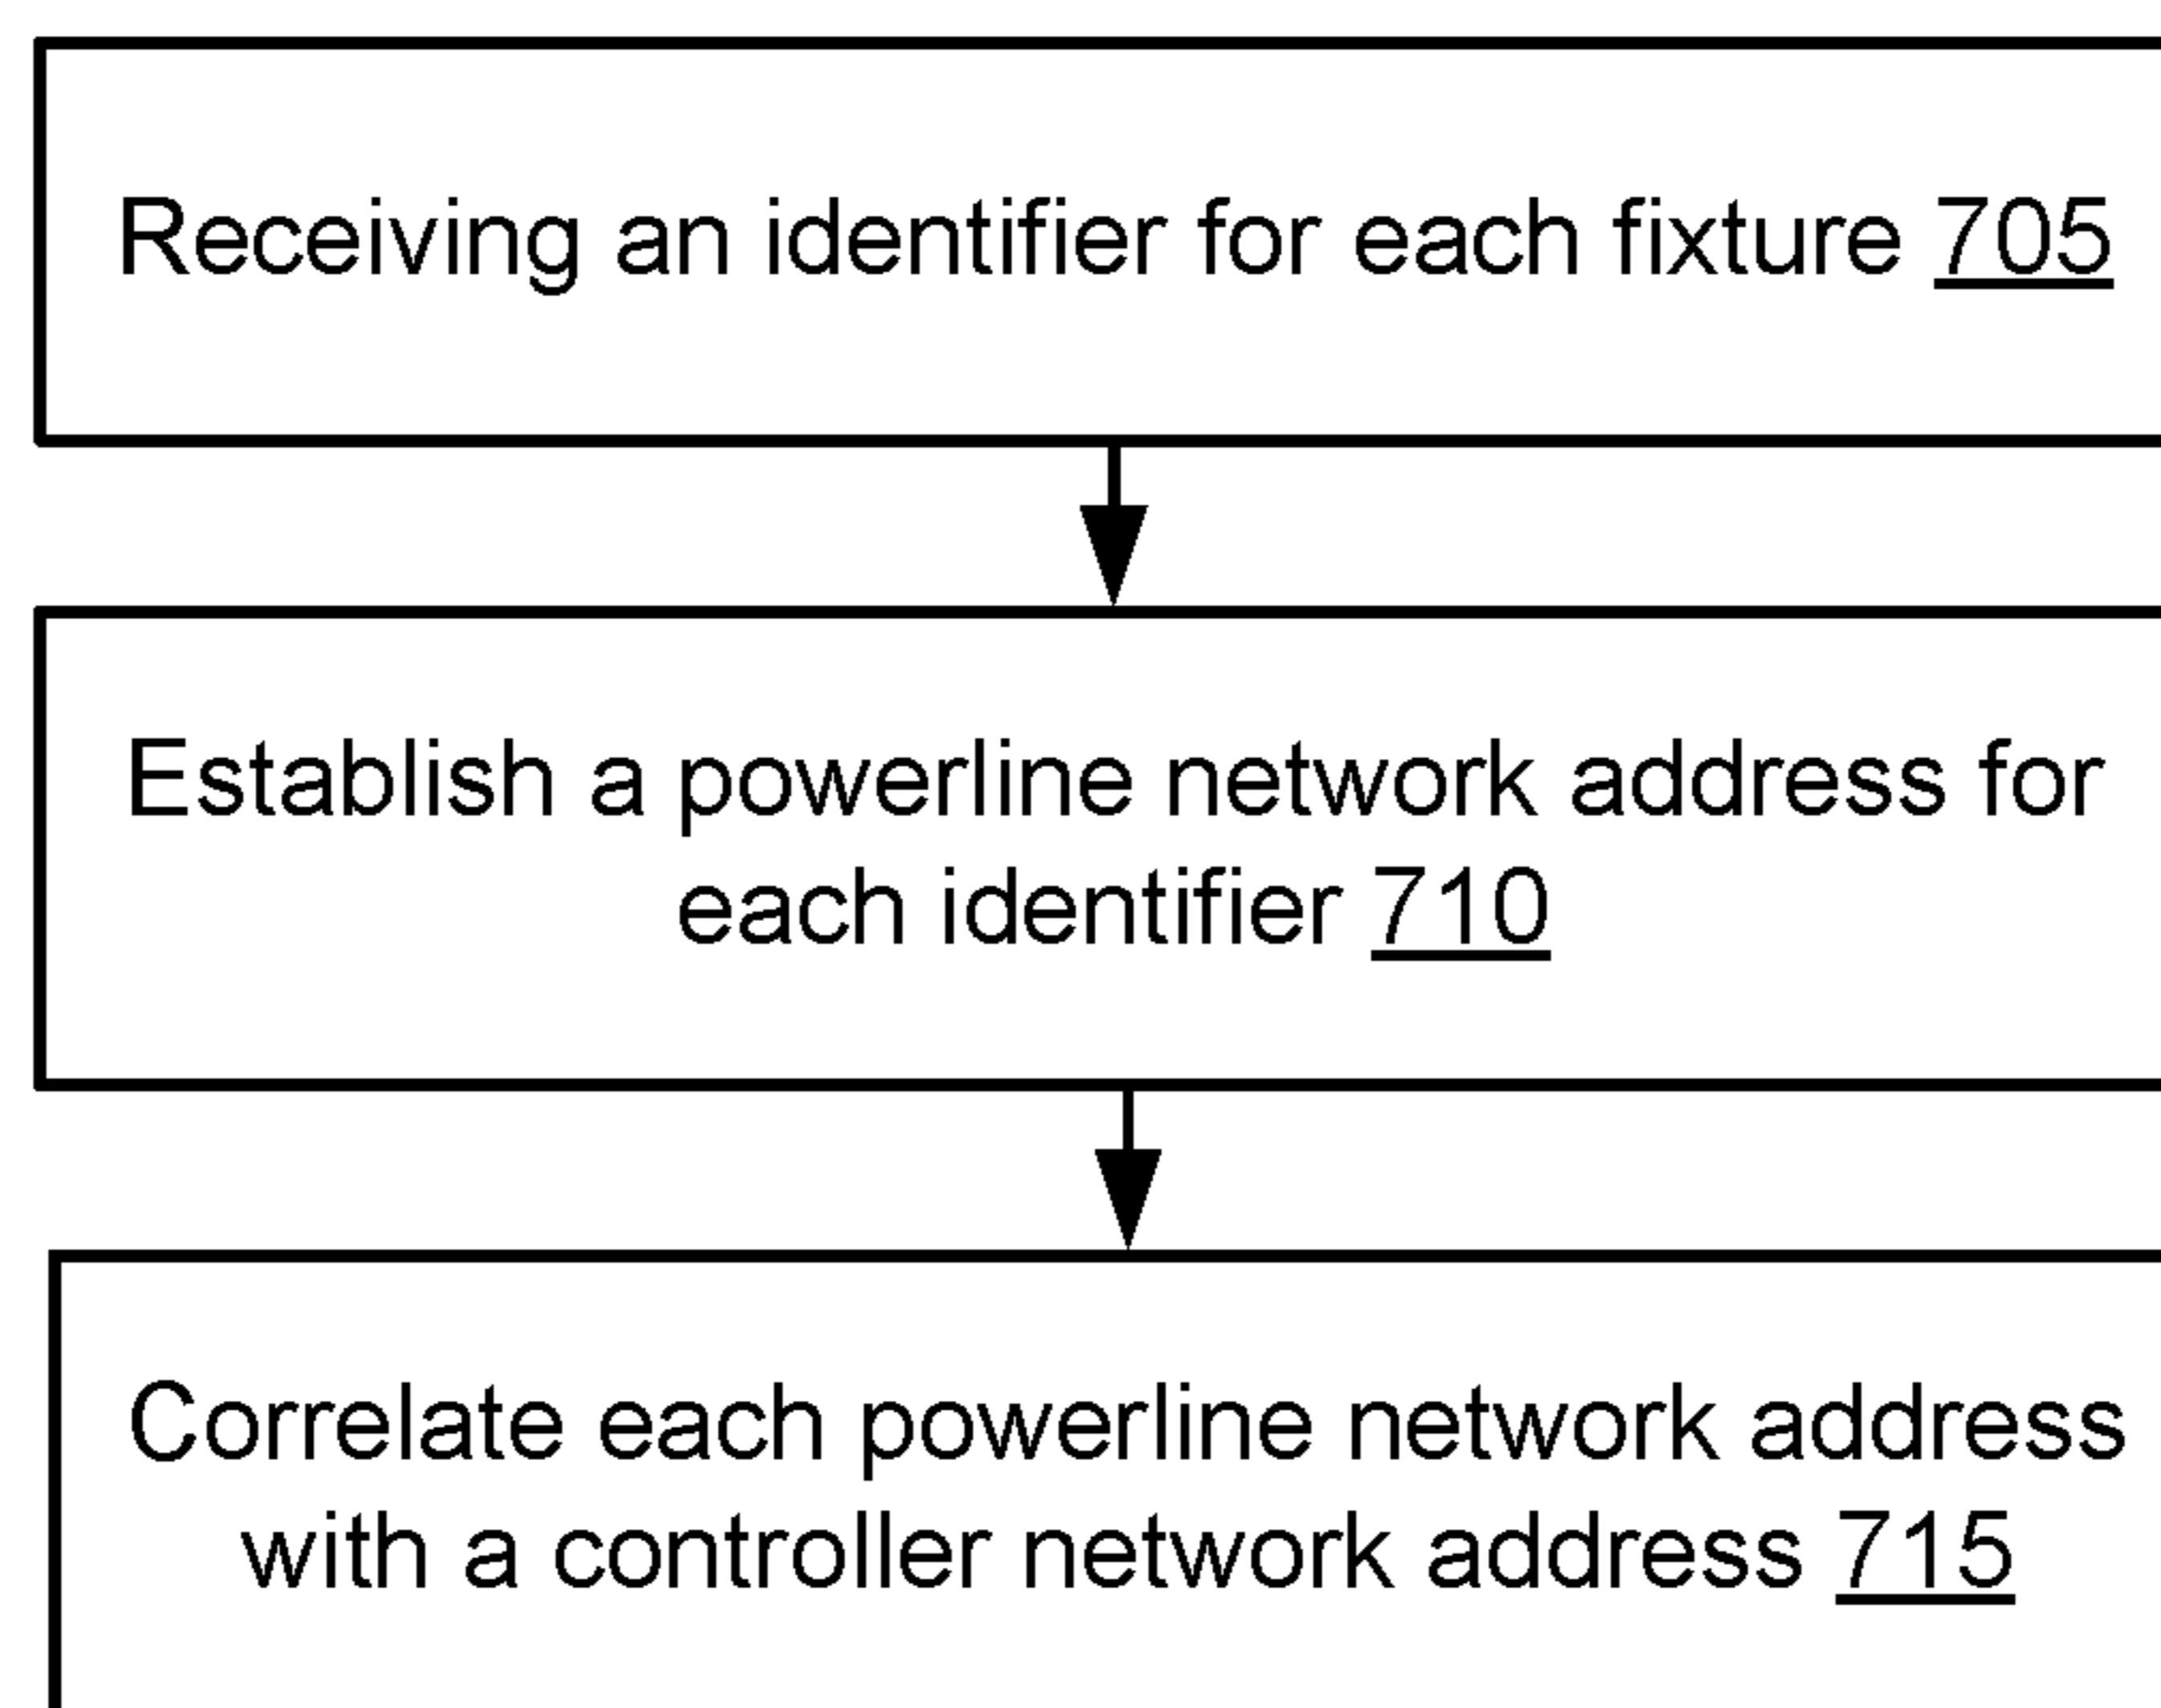 Receiving an identifier for each fixture 705
Establish a powerline network address for
each identifier 710
Correlate each powerline network address
with a controller network address 715